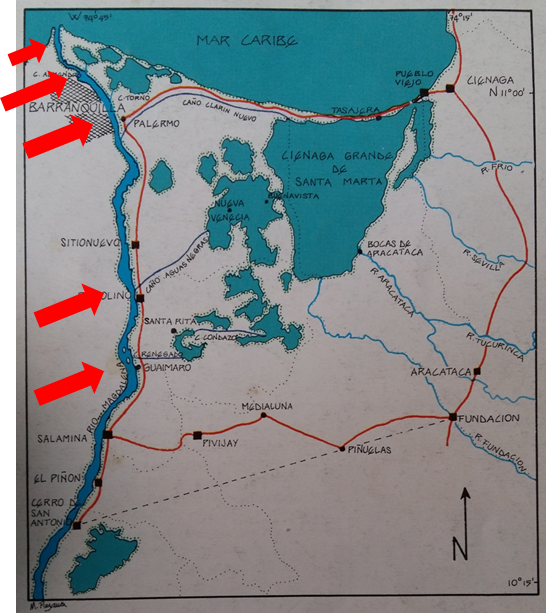 W 74°45'
74°15'
MAR CARIBE
PUEBLO
VIEJO
CIENAGA
N 11°00'
C. TORNO
CAÑO CLARIN NUEVO
TASAJERA
BARRANQUILLA
PALERMO
CIENAGA GRANDE
DE
SANTA MARTA
R. FRIO
NUEVA
VENECIA
BUENAVISTA
SITIONUEVO
BOCAS DE
ARACATACA
R. SEVILLA
CAÑO AGUAS NEGRAS
R. ARACATACA
SANTA RITA
C. CONDAZO
R. TUCURINCA
C. RENEGADO
GUAIMARO
ARACATACA
RIO MAGDALENA
MEDIALUNA
FUNDACION
SALAMINA
PIVIJAY
PIÑUELAS
R. FUNDACION
EL PIÑON
CERRO DE
SAN
ANTONIO
N
10°15'